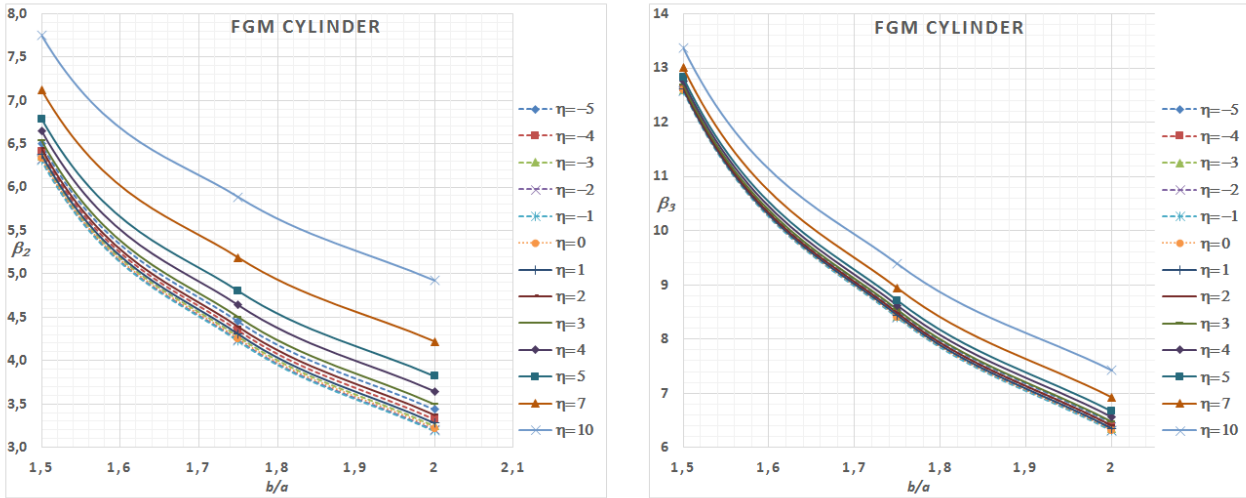 FGM CYLINDER
8,0
7,5
7,0
6,5
6,0
5,5
β2
5,0
4,5
4,0
3,5
3,0
1,5 1,6 1,7 1,8 1,9 2 2,1
b/a
η=−5
η=−4
η=−3
η=−2
η=−1
η=0
η=1
η=2
η=3
η=4
η=5
η=7
η=10
FGM CYLINDER
14
13
12
11
β3
10
9
8
7
6
1,5 1,6 1,7 1,8 1,9 2
b/a
η=−5
η=−4
η=−3
η=−2
η=−1
η=0
η=1
η=2
η=3
η=4
η=5
η=7
η=10